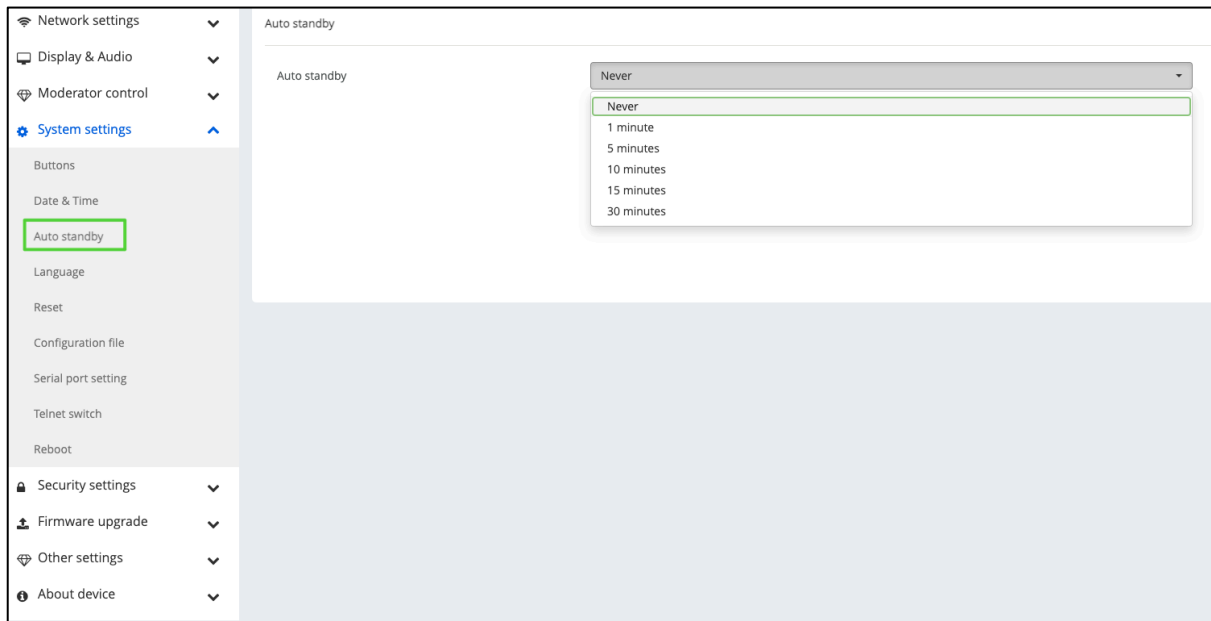 Network settings
Display & Audio
Moderator control
System settings
Buttons
Date & Time
Auto standby
Language
Reset
Configuration file
Serial port setting
Telnet switch
Reboot
Security settings
Firmware upgrade
Other settings
About device
Auto standby
Auto standby
Never
Never
1 minute
5 minutes
10 minutes
15 minutes
30 minutes